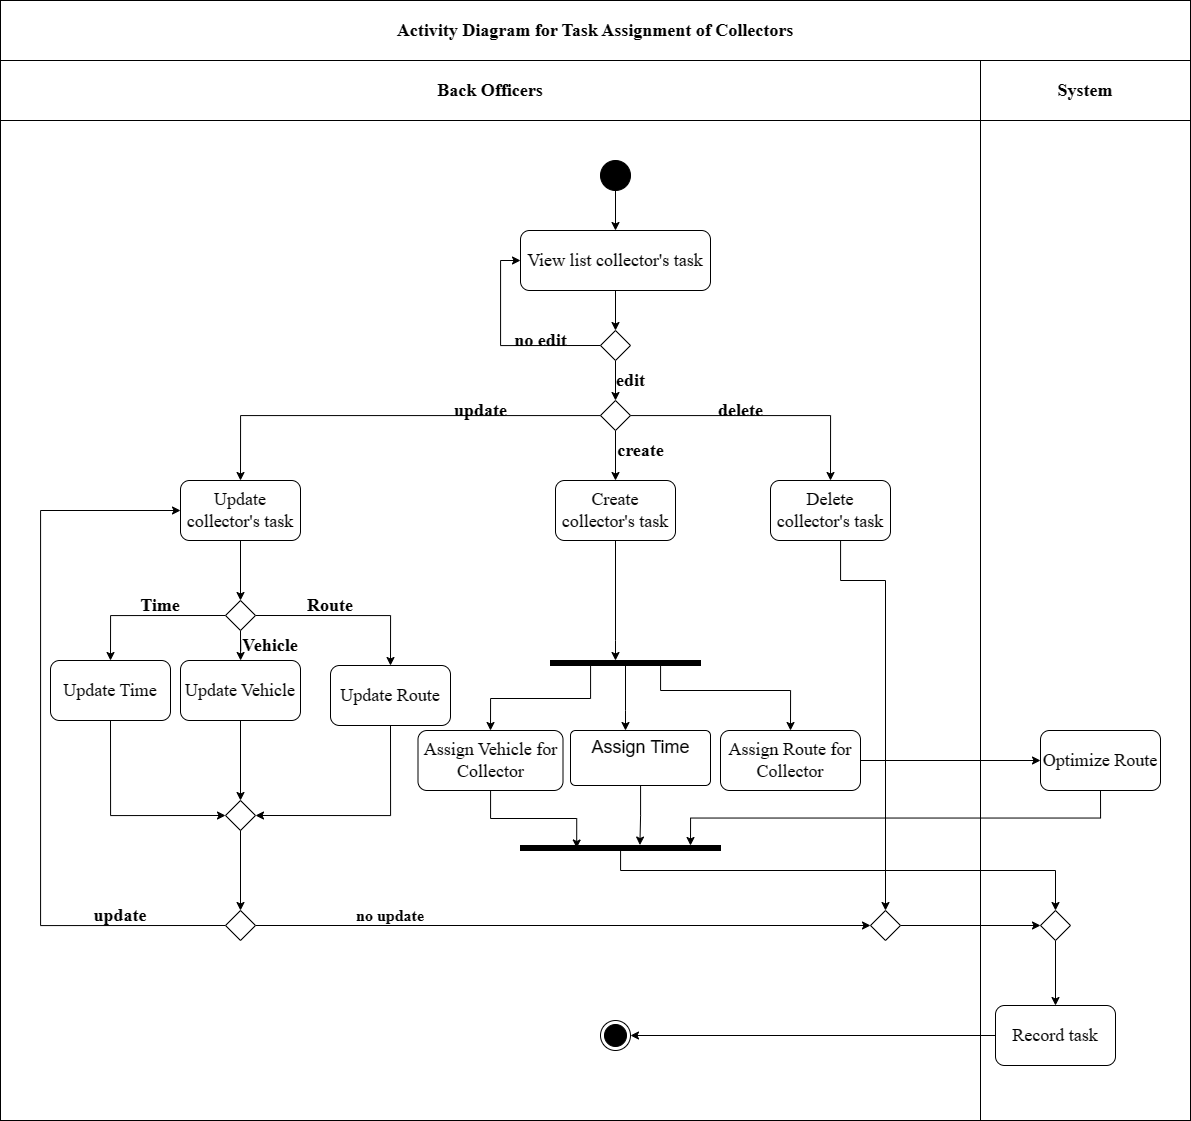 Activity Diagram for Task Assignment of Collectors
Back Officers
System
View list collector's task
no edit
edit
update
delete
create
Update
collector's task
Create
collector's task
Delete
collector's task
Time
Route
Vehicle
Update Time
Update Vehicle
Update Route
Assign Vehicle for
Collector
Assign Time
Assign Route for
Collector
Optimize Route
update
no update
Record task